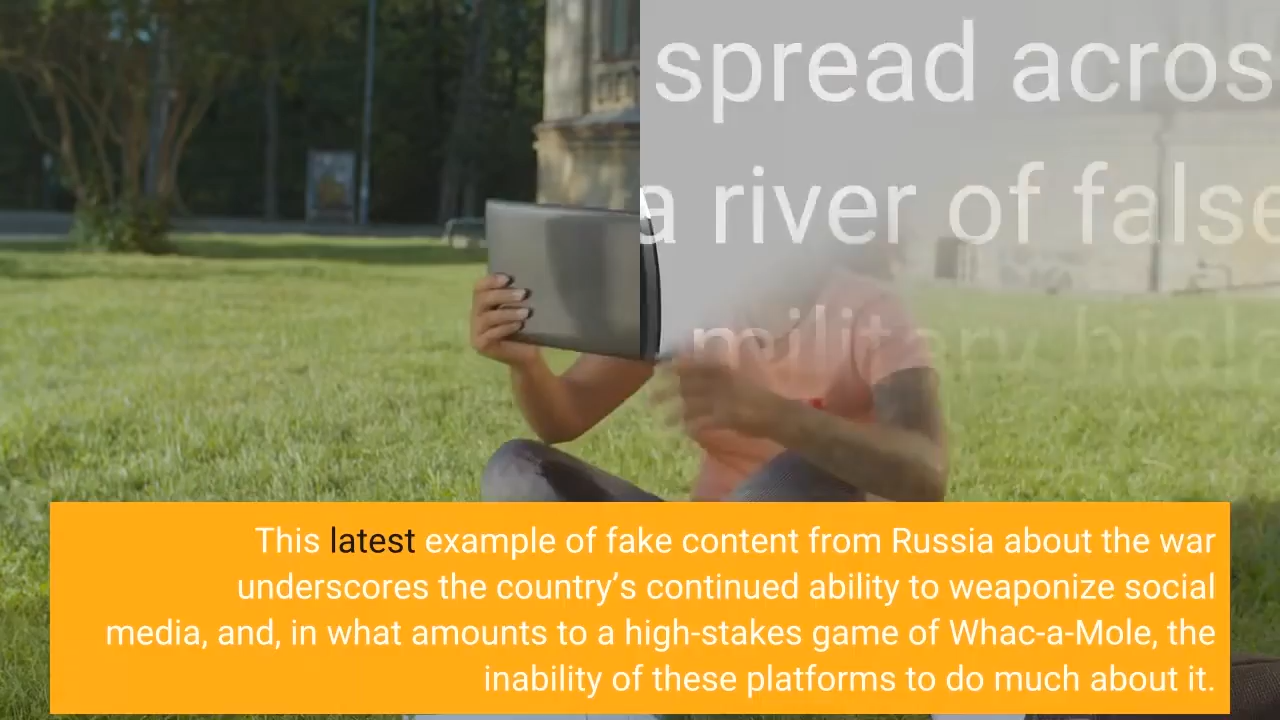 spread acros
a river of false
military higla
This latest example of fake content from Russia about the war
underscores the country’s continued ability to weaponize social
media, and, in what amounts to a high-stakes game of Whac-a-Mole, the
inability of these platforms to do much about it.